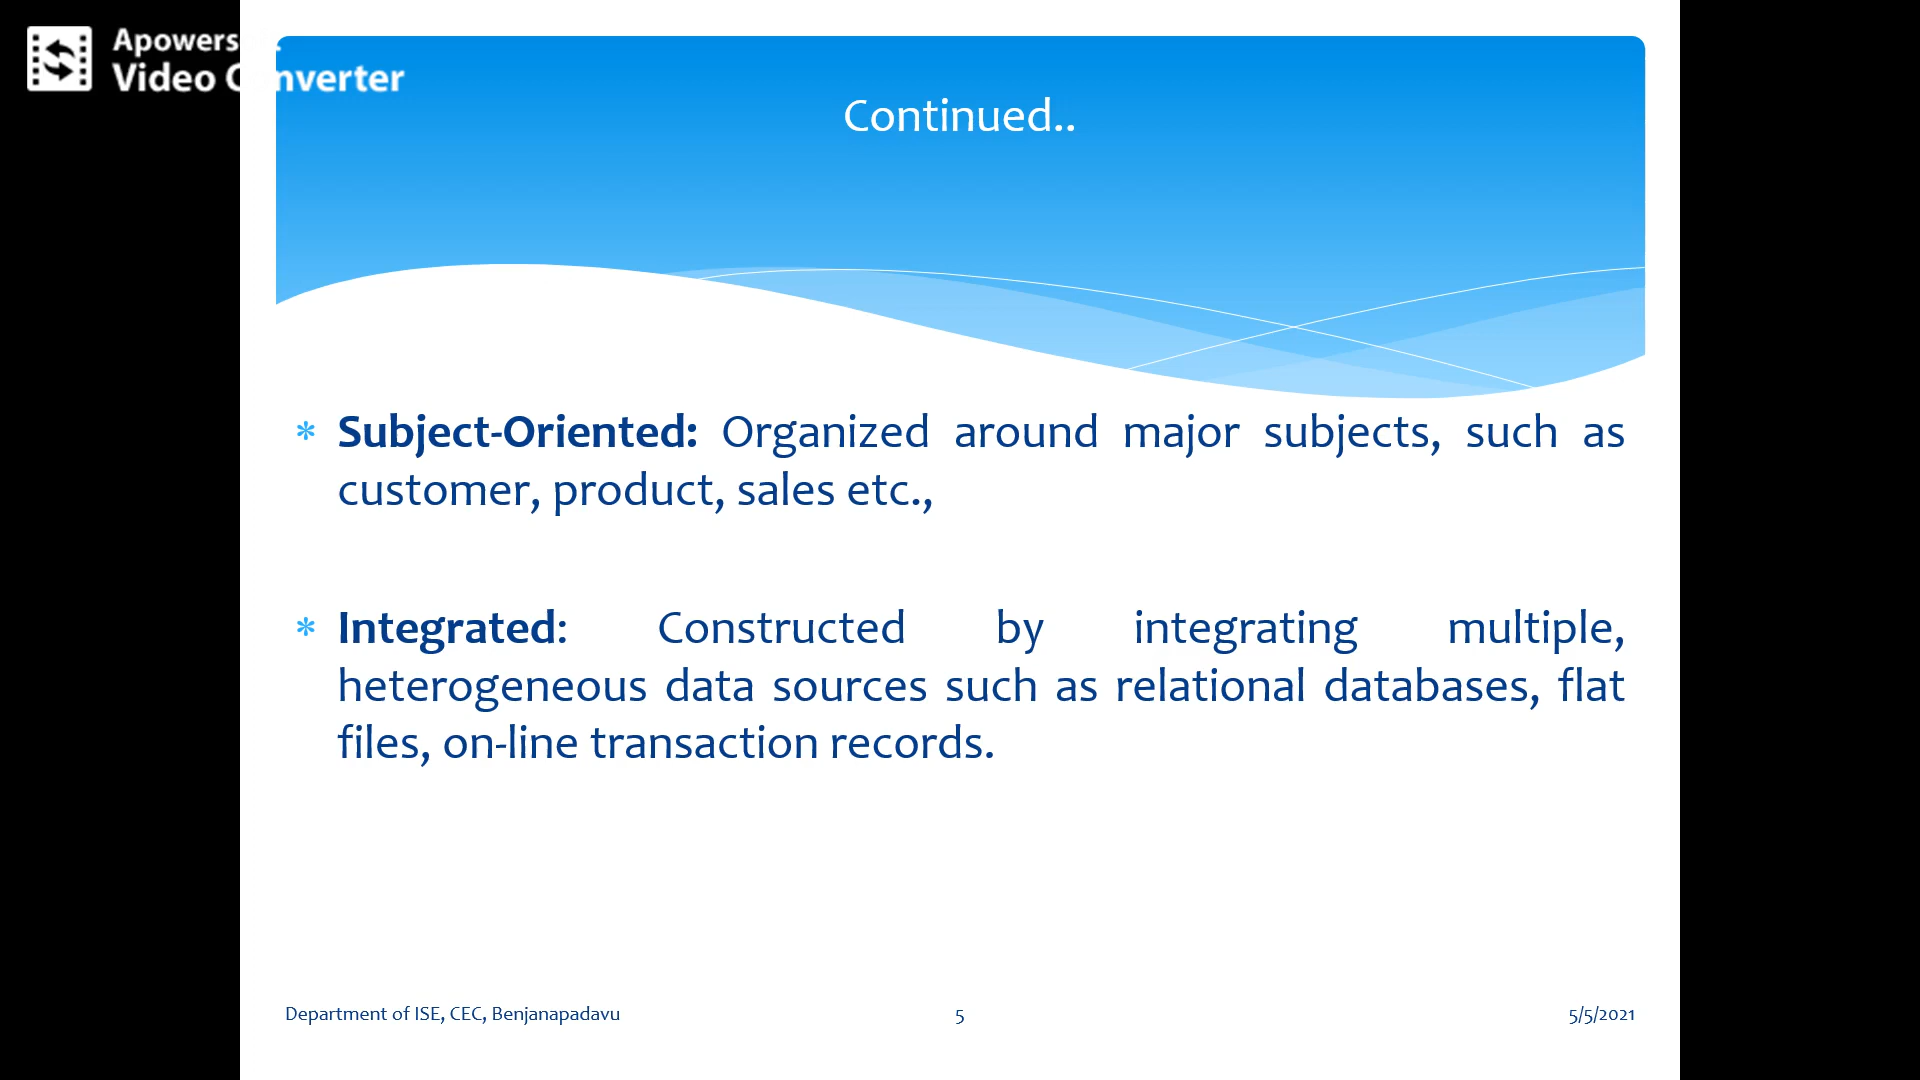 Apowers
Video Converter
Continued..
* Subject-Oriented: Organized around major subjects, such as
customer, product, sales etc.,
* Integrated: Constructed by integrating multiple,
heterogeneous data sources such as relational databases, flat
files, on-line transaction records.
Department of ISE, CEC, Benjanapadavu
5
5/5/2021